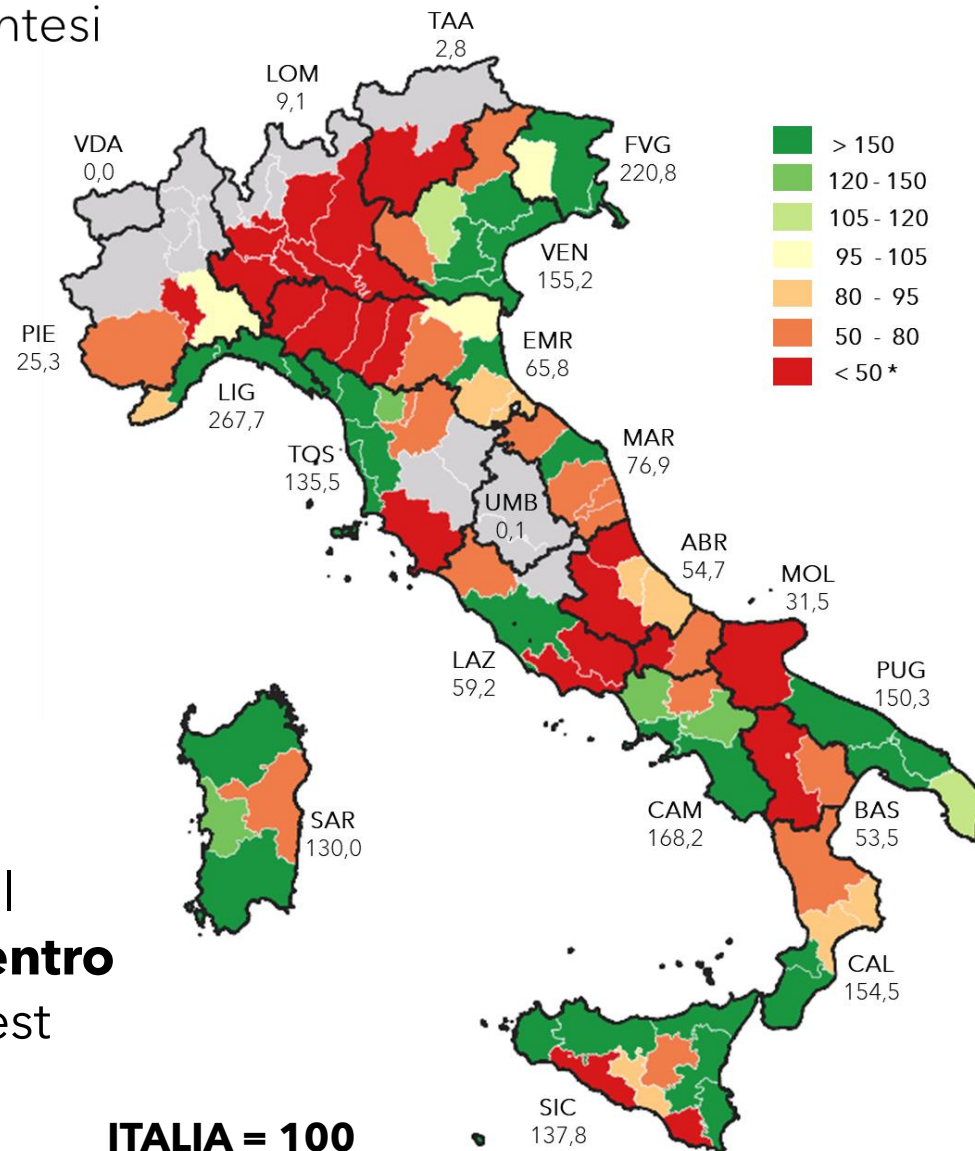 ntesi
TAA
2,8
LOM
9,1
VDA
0,0
FVG
220,8
> 150
120 - 150
105 - 120
95 - 105
80 - 95
50 - 80
< 50 *
VEN
155,2
PIE
25,3
EMR
65,8
LIG
267,7
TOS
135,5
MAR
76,9
UMB
0,1
ABR
54,7
MOL
31,5
LAZ
59,2
PUG
150,3
CAM
168,2
BAS
53,5
SAR
130,0
l
entro
est
CAL
154,5
SIC
137,8
ITALIA = 100